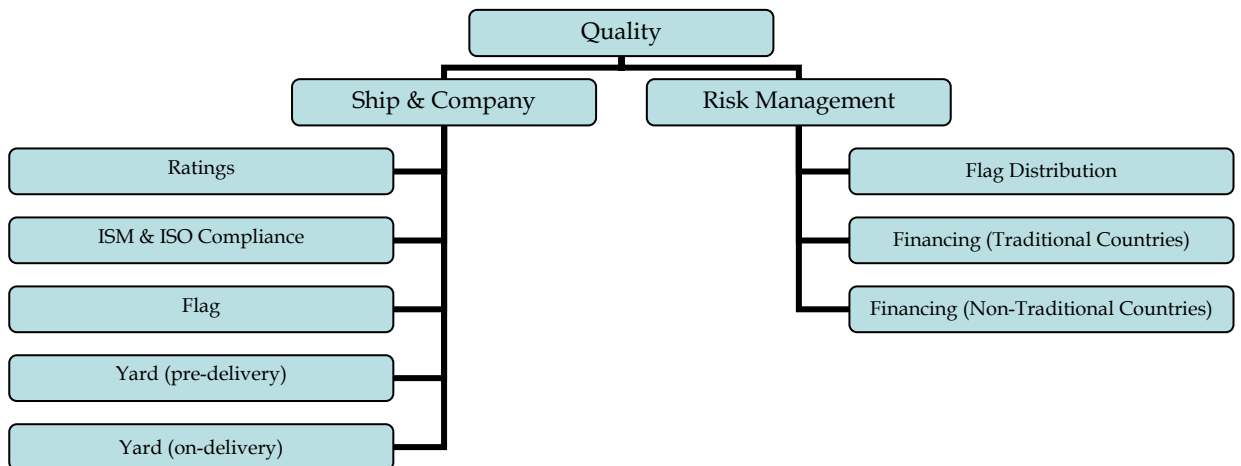 Quality
Ship & Company
Risk Management
Ratings
ISM & ISO Compliance
Flag
Yard (pre-delivery)
Yard (on-delivery)
Flag Distribution
Financing (Traditional Countries)
Financing (Non-Traditional Countries)